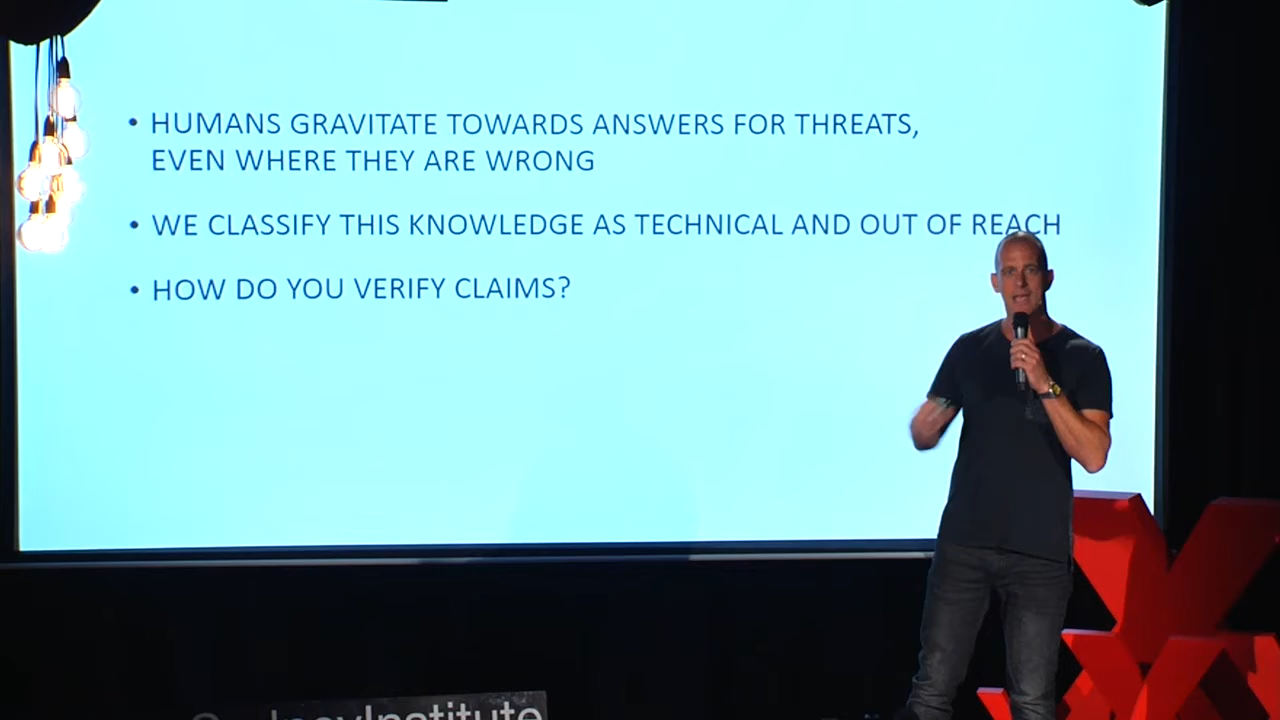 • HUMANS GRAVITATE TOWARDS ANSWERS FOR THREATS,
EVEN WHERE THEY ARE WRONG
• WE CLASSIFY THIS KNOWLEDGE AS TECHNICAL AND OUT OF REACH
• HOW DO YOU VERIFY CLAIMS?